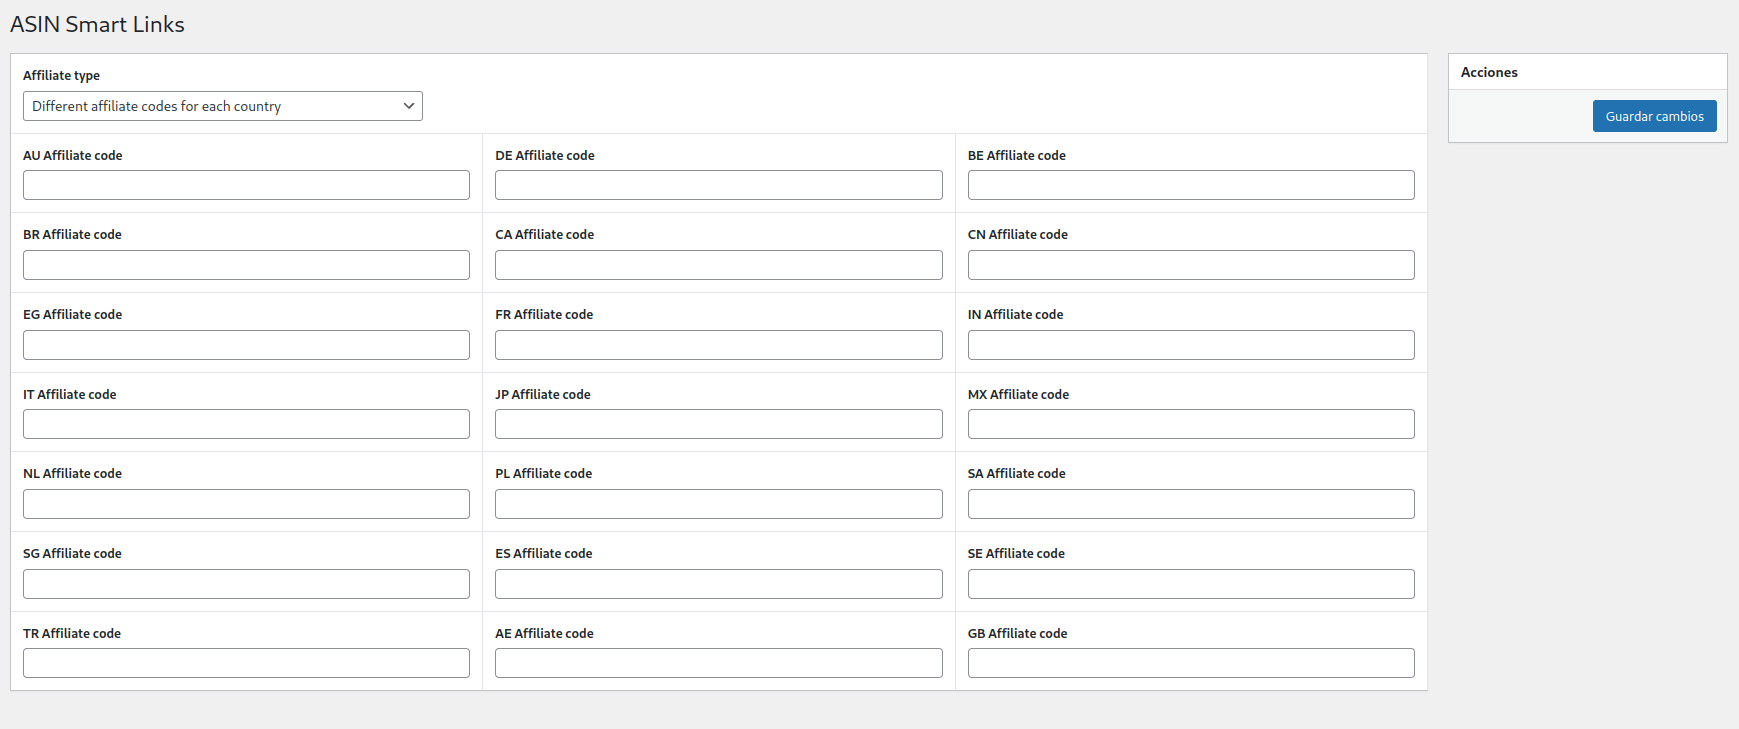 ASIN Smart Links
Affiliate type
Different affiliate codes for each country
AU Affiliate code
DE Affiliate code
BE Affiliate code
BR Affiliate code
CA Affiliate code
CN Affiliate code
EG Affiliate code
FR Affiliate code
IN Affiliate code
IT Affiliate code
JP Affiliate code
MX Affiliate code
NL Affiliate code
PL Affiliate code
SA Affiliate code
SG Affiliate code
ES Affiliate code
SE Affiliate code
TR Affiliate code
AE Affiliate code
GB Affiliate code
Acciones
Guardar cambios